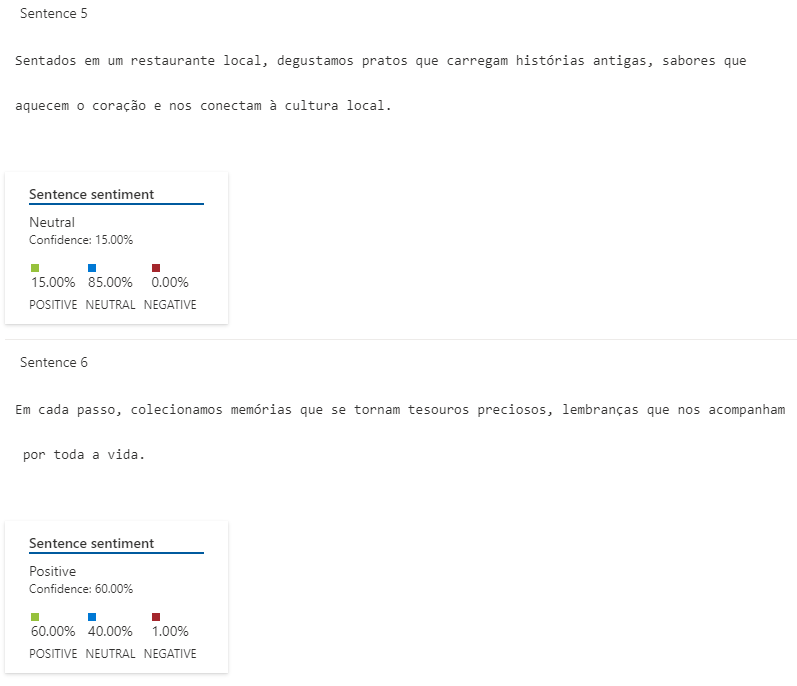 Sentence 5
Sentados em um restaurante local, degustamos pratos que carregam histórias antigas, sabores que
aquecem o coração e nos conectam à cultura local.
Sentence sentiment
Neutral
Confidence: 15.00%
15.00% 85.00% 0.00%
POSITIVE NEUTRAL NEGATIVE
Sentence 6
Em cada passo, colecionamos memórias que se tornam tesouros preciosos, lembranças que nos acompanham
por toda a vida.
Sentence sentiment
Positive
Confidence: 60.00%
60.00% 40.00% 1.00%
POSITIVE NEUTRAL NEGATIVE